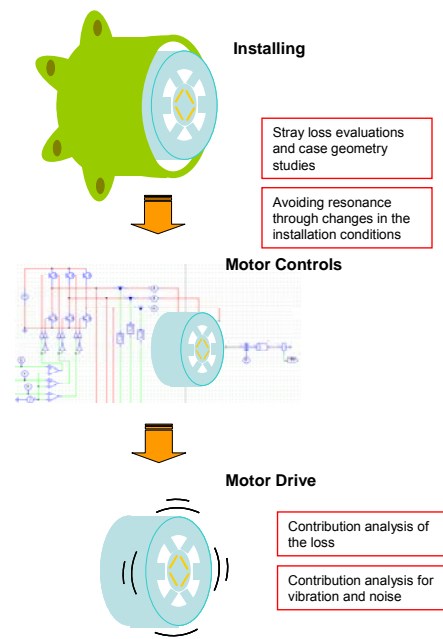 Installing
Stray loss evaluations
and case geometry
studies
Avoiding resonance
through changes in the
installation conditions
Motor Controls
Motor Drive
Contribution analysis of
the loss
Contribution analysis for
vibration and noise